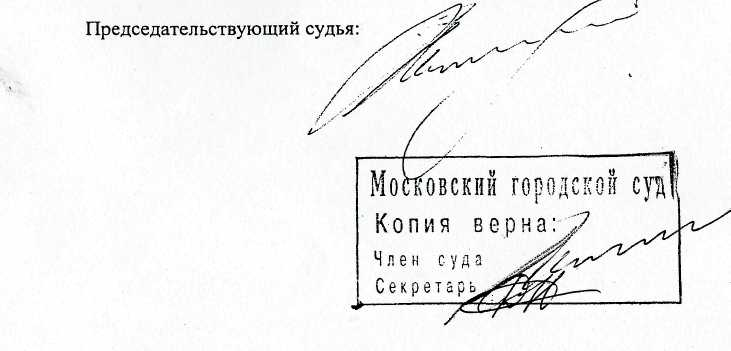 Председательствующий судья:
Московский городской суд
Копия верна:
Член суда
Секретарь